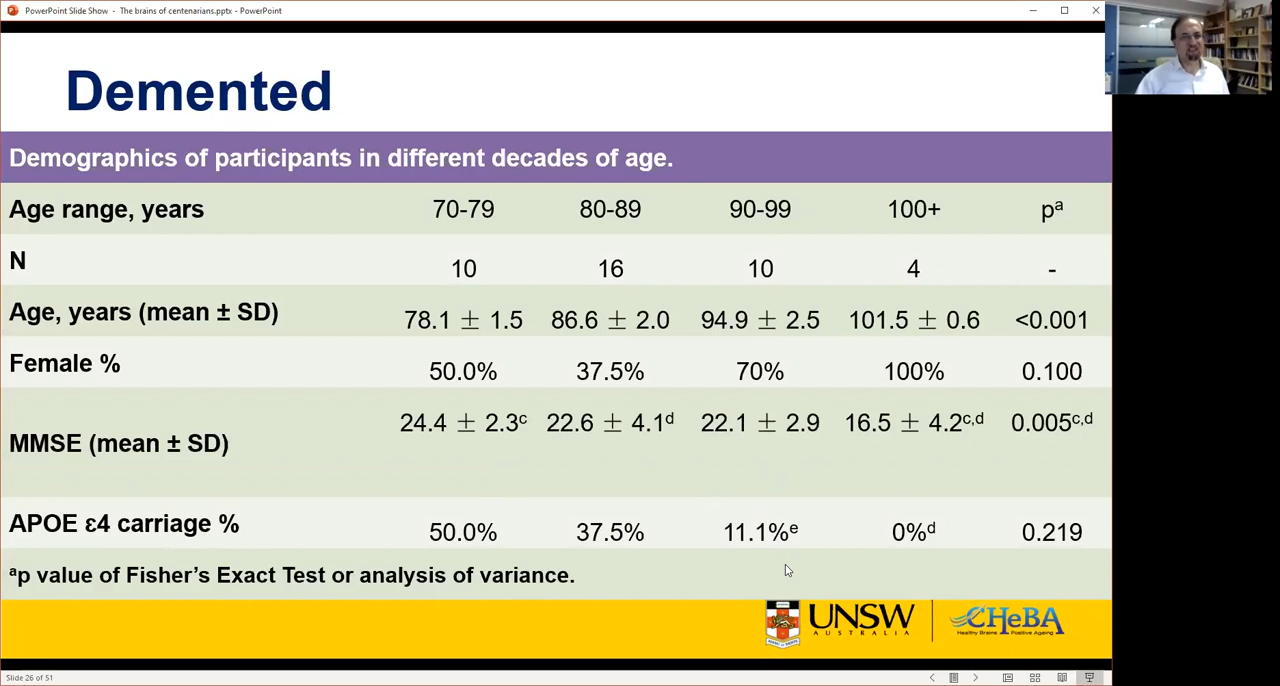 PowerPoint Slide Show - The brains of centenarians.pptx - PowerPoint
Demented
Demographics of participants in different decades of age.
Age range, years 70-79 80-89 90-99 100+ pᵃ
N 10 16 10 4 -
Age, years (mean ± SD) 78.1 ± 1.5 86.6 ± 2.0 94.9 ± 2.5 101.5 ± 0.6 <0.001
Female % 50.0% 37.5% 70% 100% 0.100
MMSE (mean ± SD) 24.4 ± 2.3ᶜ 22.6 ± 4.1ᵈ 22.1 ± 2.9 16.5 ± 4.2ᶜ,ᵈ 0.005ᶜ,ᵈ
APOE ε4 carriage % 50.0% 37.5% 11.1%ᵉ 0%ᵈ 0.219
ᵃp value of Fisher's Exact Test or analysis of variance.
UNSW
AUSTRALIA
CHeBA
Healthy Brains Positive Ageing
Slide 26 of 51